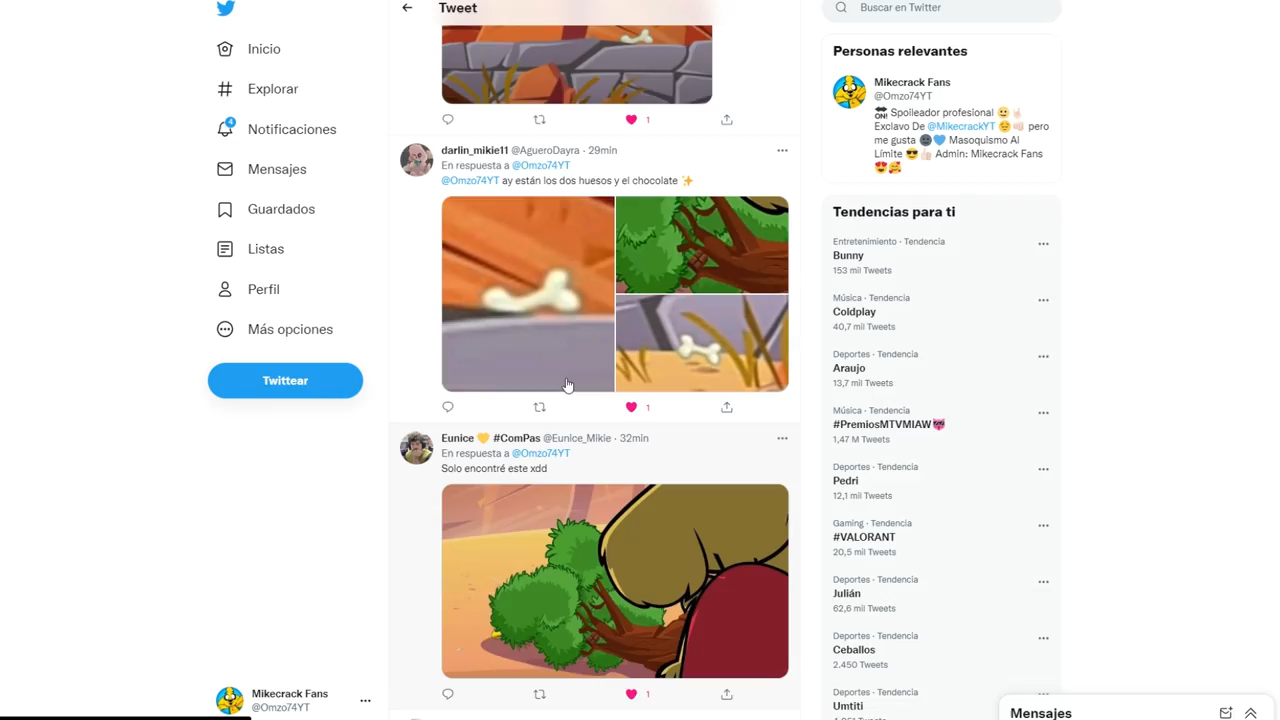 Tweet
Buscar en Twitter
Inicio
Explorar
4
Notificaciones
Mensajes
Guardados
Listas
Perfil
Más opciones
Twittear
Mikecrack Fans
@Omzo74YT
1
darlin_mikie11 @AgueroDayra · 29min
En respuesta a @Omzo74YT
@Omzo74YT ay están los dos huesos y el chocolate ✨
1
Eunice 💛 #ComPas @Eunice_Mikie · 32min
En respuesta a @Omzo74YT
Solo encontré este xdd
1
Personas relevantes
Mikecrack Fans
@Omzo74YT
🔛 Spoileador profesional
Exclavo De @MikecrackYT pero
me gusta Masoquismo Al
Límite 😎 Admin: Mikecrack Fans
😍🥰
Tendencias para ti
Entretenimiento · Tendencia
Bunny
153 mil Tweets
Música · Tendencia
Coldplay
40,7 mil Tweets
Deportes · Tendencia
Araujo
13,7 mil Tweets
Música · Tendencia
#PremiosMTVMIAW
1,47 M Tweets
Deportes · Tendencia
Pedri
12,1 mil Tweets
Gaming · Tendencia
#VALORANT
20,5 mil Tweets
Deportes · Tendencia
Julián
62,6 mil Tweets
Deportes · Tendencia
Ceballos
2.450 Tweets
Deportes · Tendencia
Umtiti
Mensajes